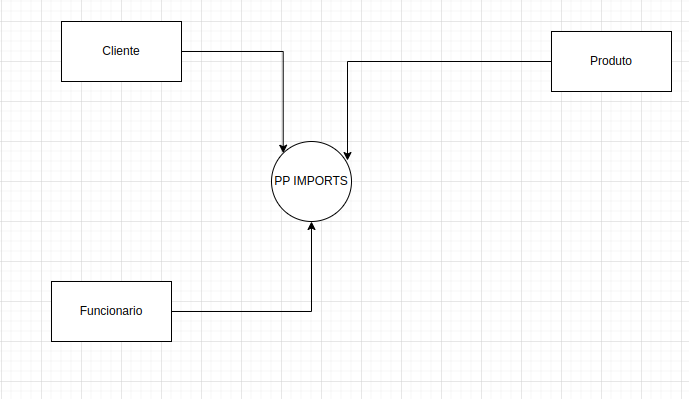 Cliente
Produto
PP IMPORTS
Funcionario